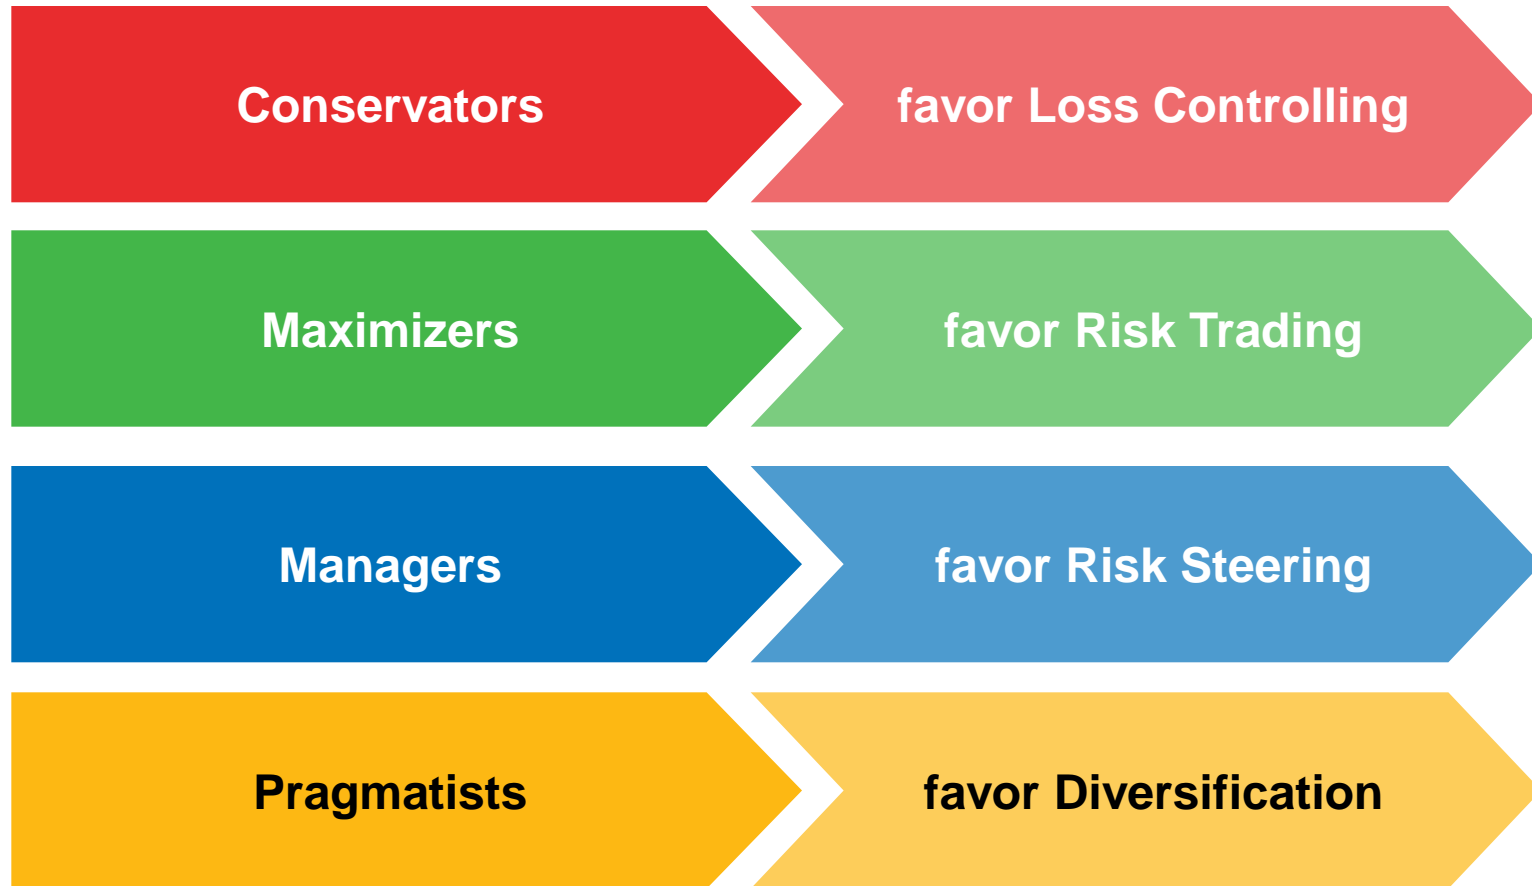 Conservators
favor Loss Controlling
Maximizers
favor Risk Trading
Managers
favor Risk Steering
Pragmatists
favor Diversification